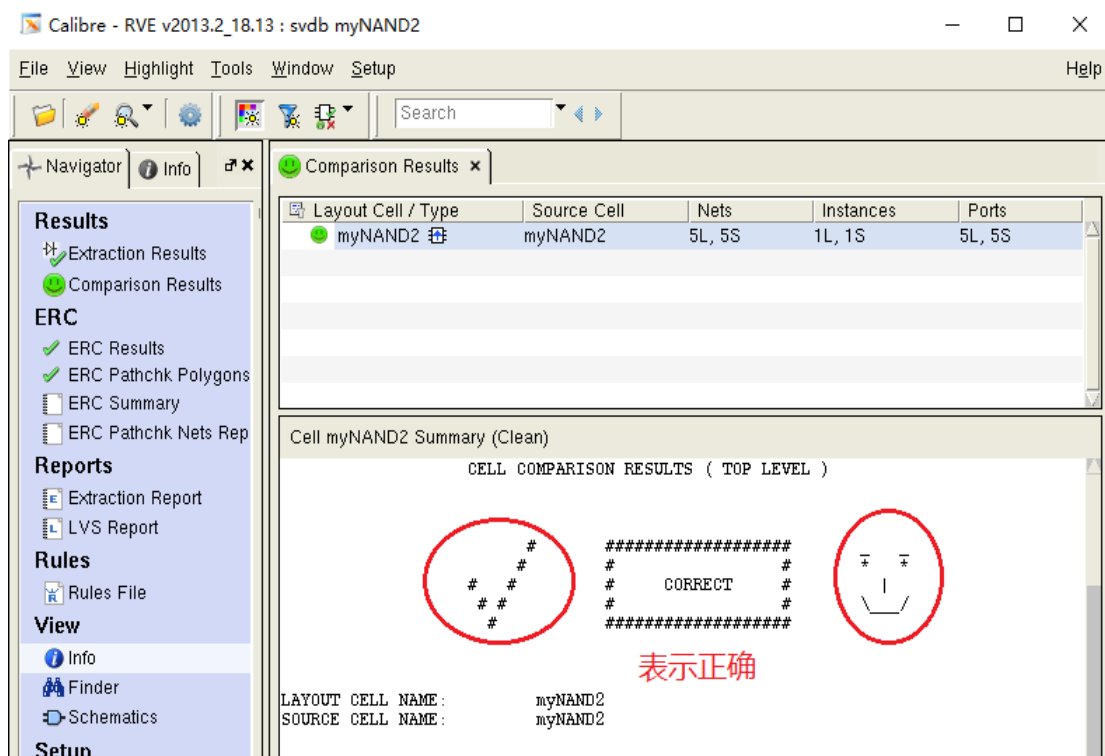 Calibre - RVE v2013.2_18.13 : svdb myNAND2
File View Highlight Tools Window Setup Help
Search
Navigator Info
Comparison Results
Results
Extraction Results
Comparison Results
ERC
ERC Results
ERC Pathchk Polygons
ERC Summary
ERC Pathchk Nets Rep
Reports
Extraction Report
LVS Report
Rules
Rules File
View
Info
Finder
Schematics
Setup
Layout Cell / Type Source Cell Nets Instances Ports
myNAND2 myNAND2 5L, 5S 1L, 1S 5L, 5S
Cell myNAND2 Summary (Clean)
CELL COMPARISON RESULTS ( TOP LEVEL )
# ###################
# # #
# # # CORRECT #
# # # #
# ###################
表示正确
LAYOUT CELL NAME: myNAND2
SOURCE CELL NAME: myNAND2